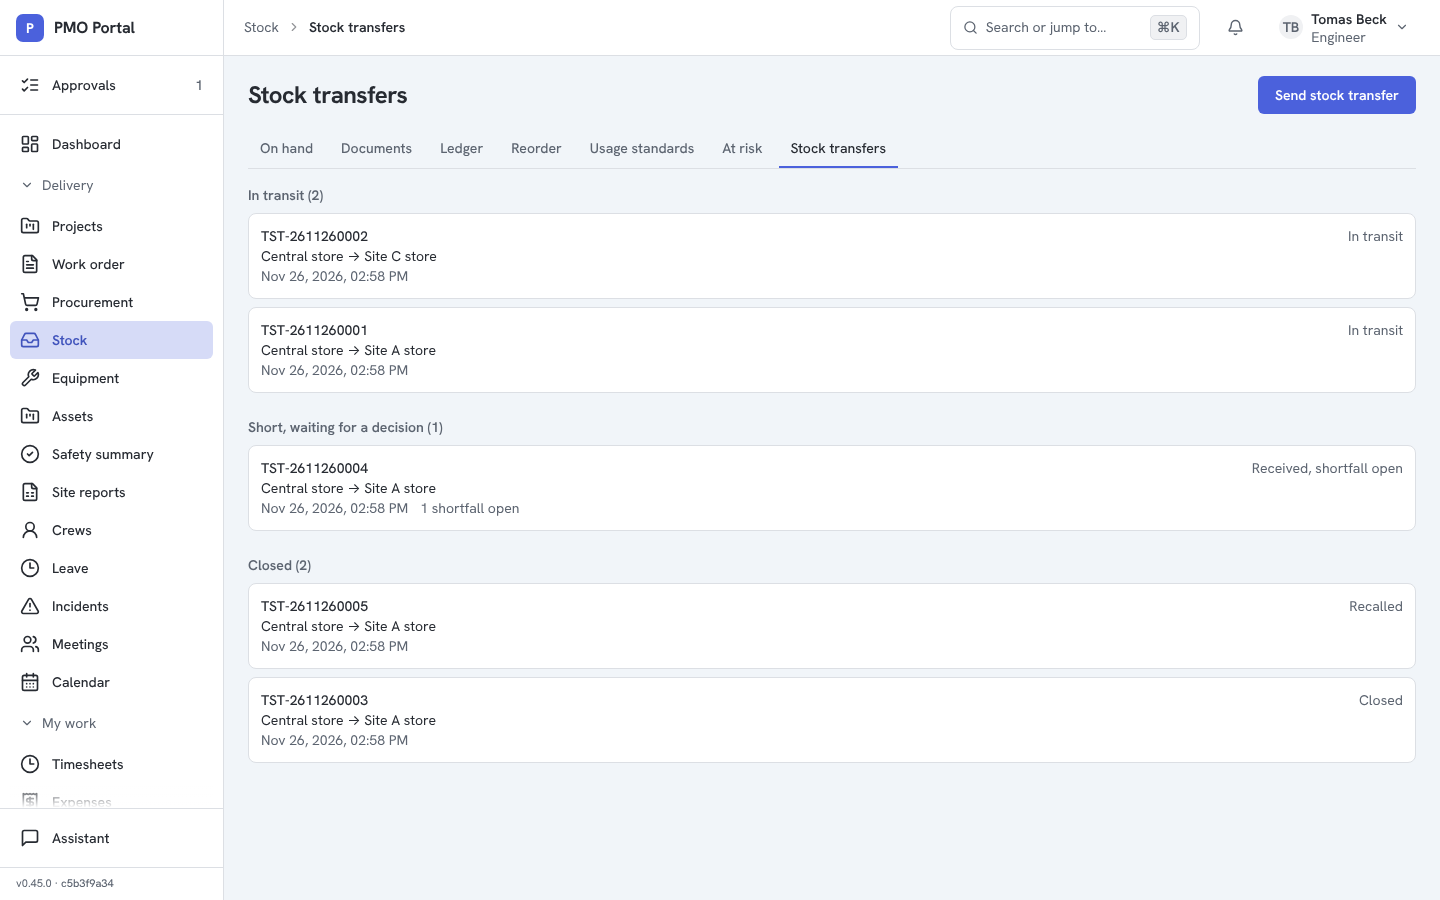 P PMO Portal
Stock > Stock transfers
Search or jump to... ⌘K
TB Tomas Beck
Engineer
Approvals 1
Dashboard
Delivery
Projects
Work order
Procurement
Stock
Equipment
Assets
Safety summary
Site reports
Crews
Leave
Incidents
Meetings
Calendar
My work
Timesheets
Expenses
Assistant
v0.45.0 · c5b3f9a34
Stock transfers
Send stock transfer
On hand Documents Ledger Reorder Usage standards At risk Stock transfers
In transit (2)
TST-2611260002 In transit
Central store → Site C store
Nov 26, 2026, 02:58 PM
TST-2611260001 In transit
Central store → Site A store
Nov 26, 2026, 02:58 PM
Short, waiting for a decision (1)
TST-2611260004 Received, shortfall open
Central store → Site A store
Nov 26, 2026, 02:58 PM 1 shortfall open
Closed (2)
TST-2611260005 Recalled
Central store → Site A store
Nov 26, 2026, 02:58 PM
TST-2611260003 Closed
Central store → Site A store
Nov 26, 2026, 02:58 PM